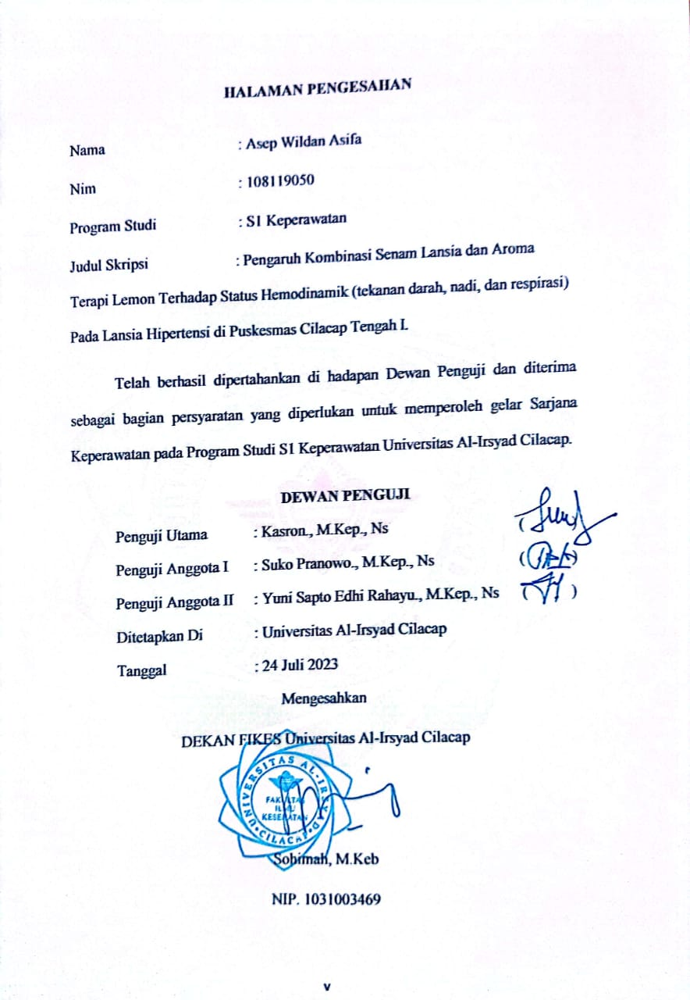 HALAMAN PENGESAHAN
Nama : Asep Wildan Asifa
Nim : 108119050
Program Studi : S1 Keperawatan
Judul Skripsi : Pengaruh Kombinasi Senam Lansia dan Aroma
Terapi Lemon Terhadap Status Hemodinamik (tekanan darah, nadi, dan respirasi)
Pada Lansia Hipertensi di Puskesmas Cilacap Tengah I.
Telah berhasil dipertahankan di hadapan Dewan Penguji dan diterima
sebagai bagian persyaratan yang diperlukan untuk memperoleh gelar Sarjana
Keperawatan pada Program Studi S1 Keperawatan Universitas Al-Irsyad Cilacap.
DEWAN PENGUJI
Penguji Utama : Kasron., M.Kep., Ns
Penguji Anggota I : Suko Pranowo., M.Kep., Ns
Penguji Anggota II : Yuni Sapto Edhi Rahayu., M.Kep., Ns
Ditetapkan Di : Universitas Al-Irsyad Cilacap
Tanggal : 24 Juli 2023
Mengesahkan
DEKAN FIKES Universitas Al-Irsyad Cilacap
UNIVERSITAS AL-IRSYAD CILACAP
FAKULTAS
ILMU
KESEHATAN
Sobimah, M.Keb
NIP. 1031003469
v